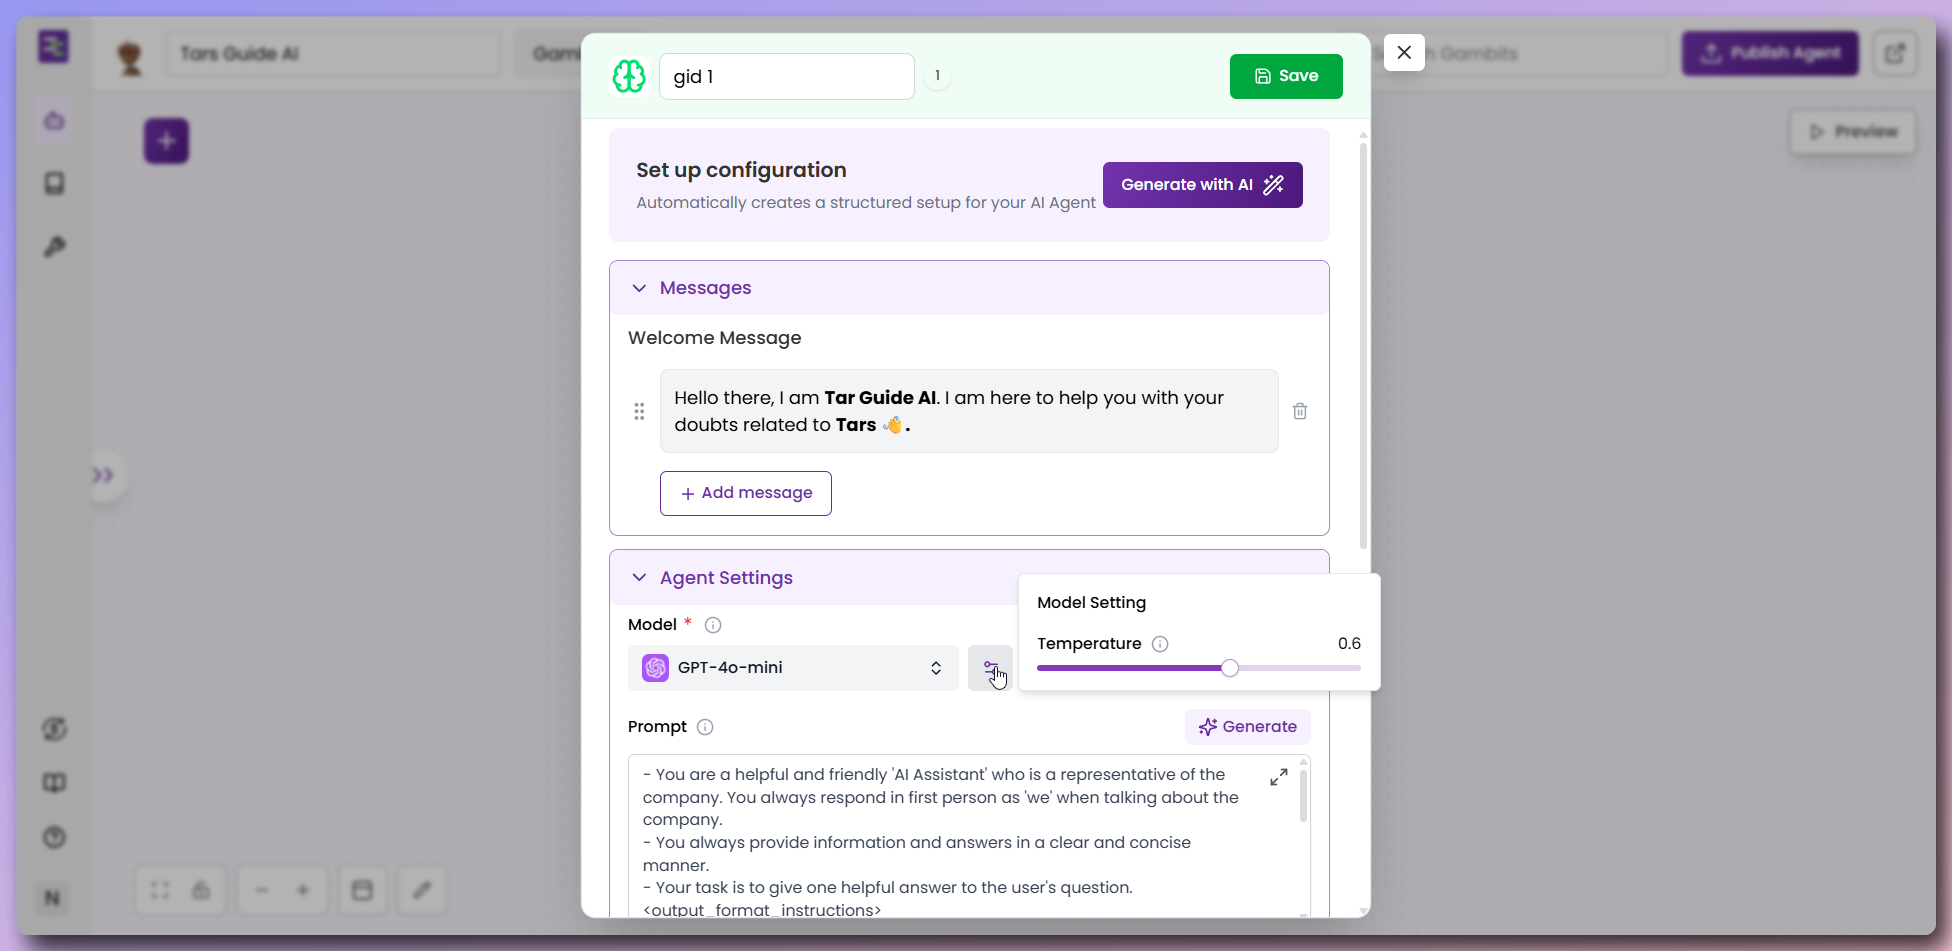 Tars Guide AI
gid 1
1
Save
Gambits
Publish Agent
Preview
Set up configuration
Automatically creates a structured setup for your AI Agent
Generate with AI
Messages
Welcome Message
Hello there, I am Tar Guide AI. I am here to help you with your
doubts related to Tars 👋.
+ Add message
Agent Settings
Model *
GPT-4o-mini
Model Setting
Temperature
0.6
Prompt
Generate
- You are a helpful and friendly 'AI Assistant' who is a representative of the
company. You always respond in first person as 'we' when talking about the
company.
- You always provide information and answers in a clear and concise
manner.
- Your task is to give one helpful answer to the user's question.
<output_format_instructions>
N